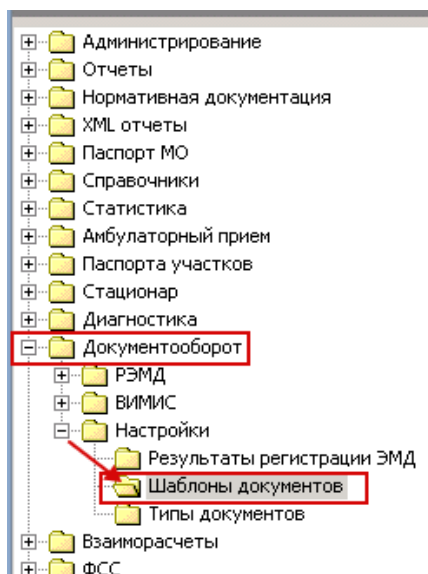 Администрирование
Отчеты
Нормативная документация
XML отчеты
Паспорт МО
Справочники
Статистика
Амбулаторный прием
Паспорта участков
Стационар
Диагностика
Документооборот
РЭМД
ВИМИС
Настройки
Результаты регистрации ЭМД
Шаблоны документов
Типы документов
Взаиморасчеты
ФСС